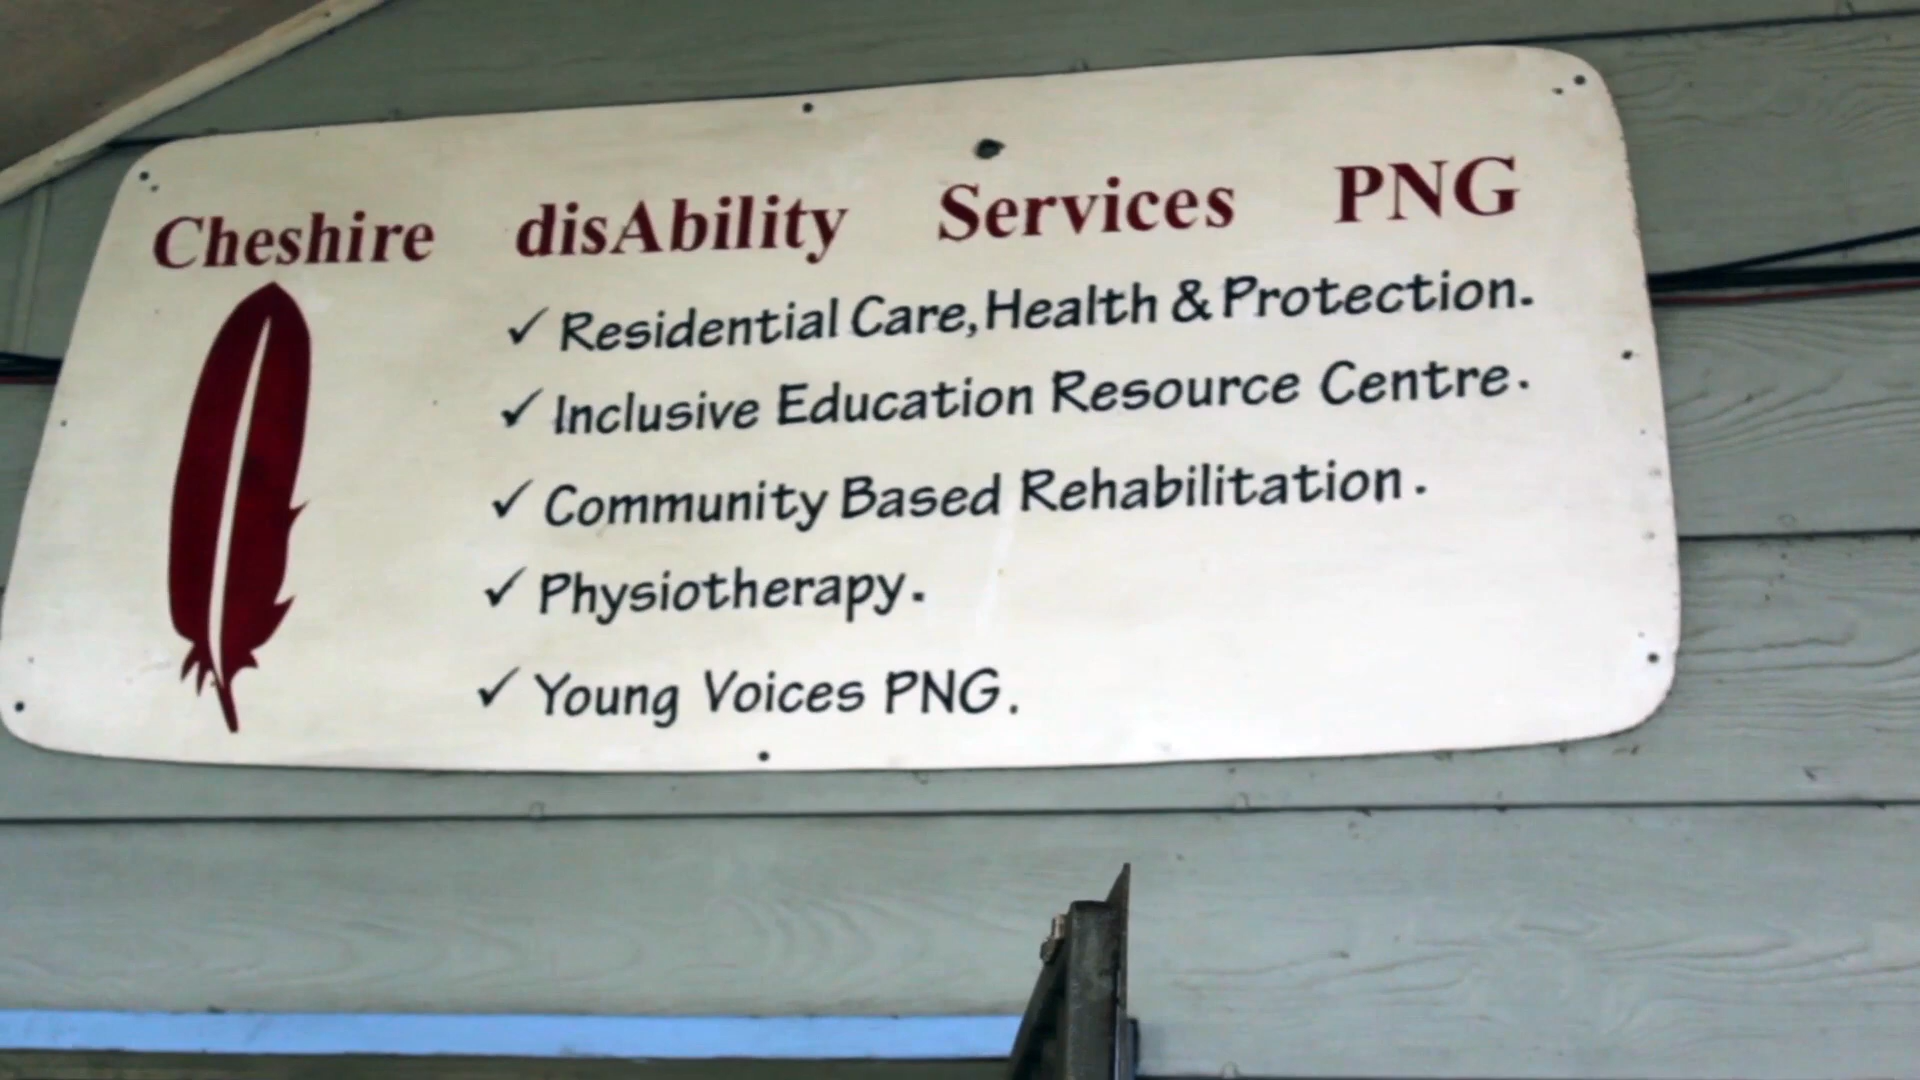 Cheshire disAbility Services PNG
✓ Residential Care, Health & Protection.
✓ Inclusive Education Resource Centre.
✓ Community Based Rehabilitation.
✓ Physiotherapy.
✓ Young Voices PNG.